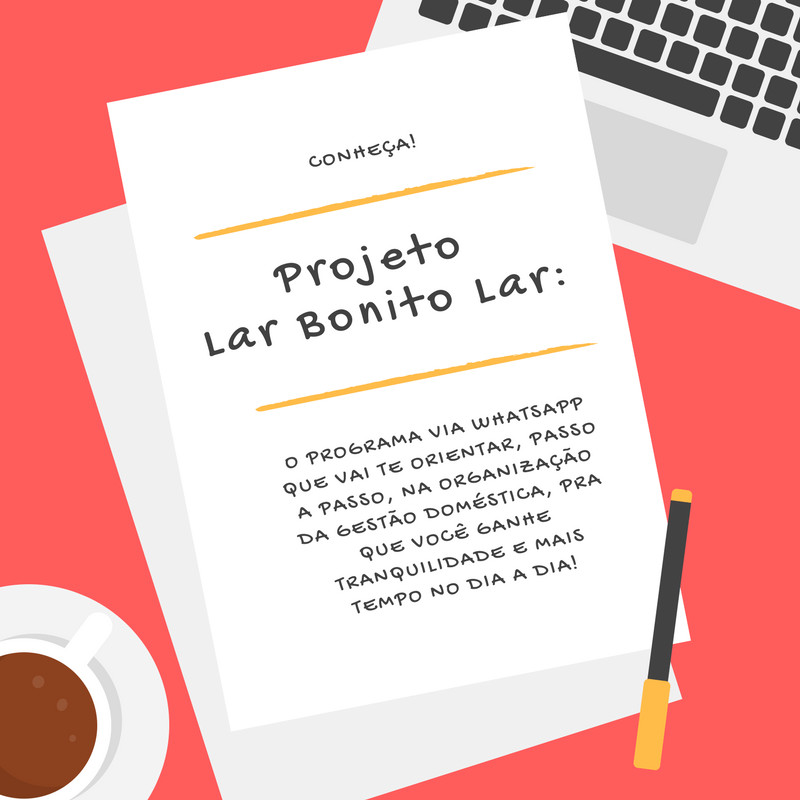 CONHEÇA!
Projeto
Lar Bonito Lar:
O PROGRAMA VIA WHATSAPP
QUE VAI TE ORIENTAR, PASSO
A PASSO, NA ORGANIZAÇÃO
DA GESTÃO DOMÉSTICA, PRA
QUE VOCÊ GANHE
TRANQUILIDADE E MAIS
TEMPO NO DIA A DIA!